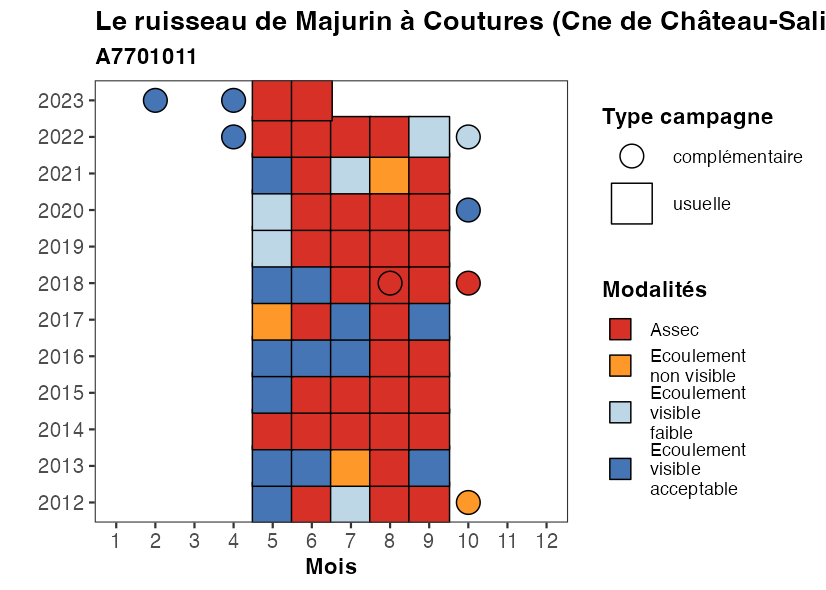 Le ruisseau de Majurin à Coutures (Cne de Château-Sali
A7701011
2023
2022
2021
2020
2019
2018
2017
2016
2015
2014
2013
2012
1 2 3 4 5 6 7 8 9 10 11 12
Mois
Type campagne
complémentaire
usuelle
Modalités
Assec
Ecoulement
non visible
Ecoulement
visible
faible
Ecoulement
visible
acceptable